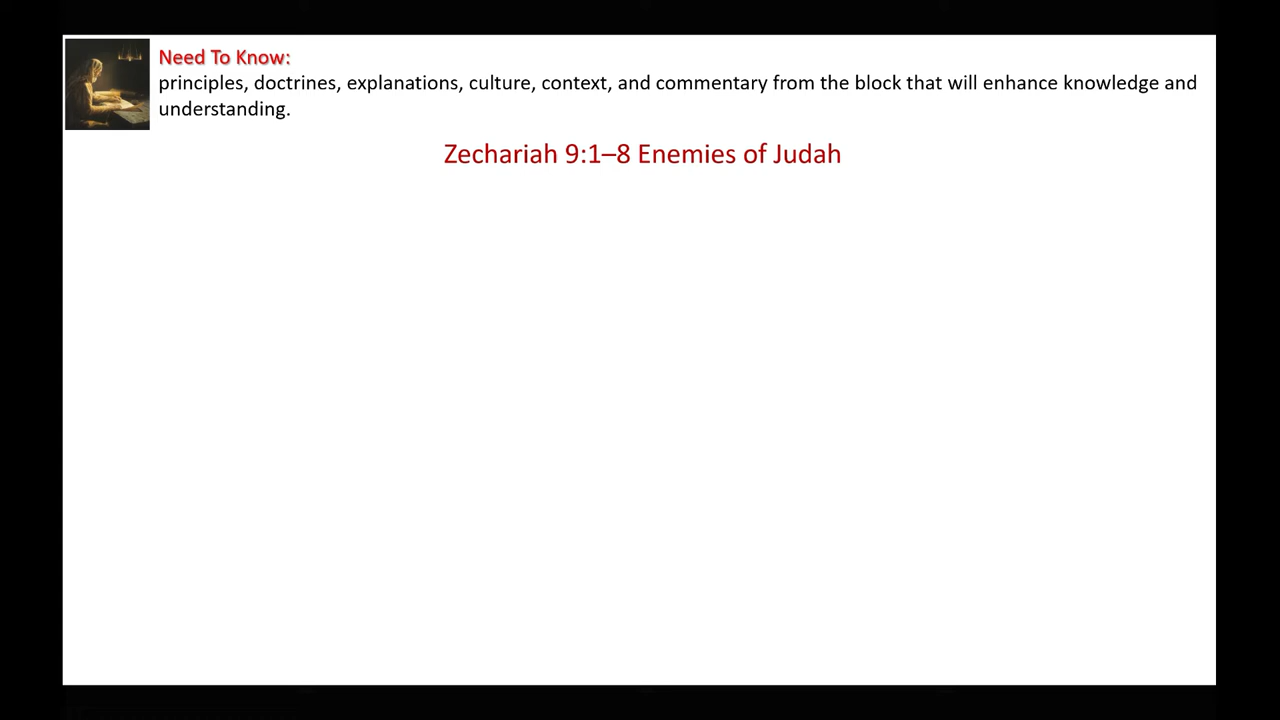 Need To Know:
principles, doctrines, explanations, culture, context, and commentary from the block that will enhance knowledge and
understanding.
Zechariah 9:1–8 Enemies of Judah